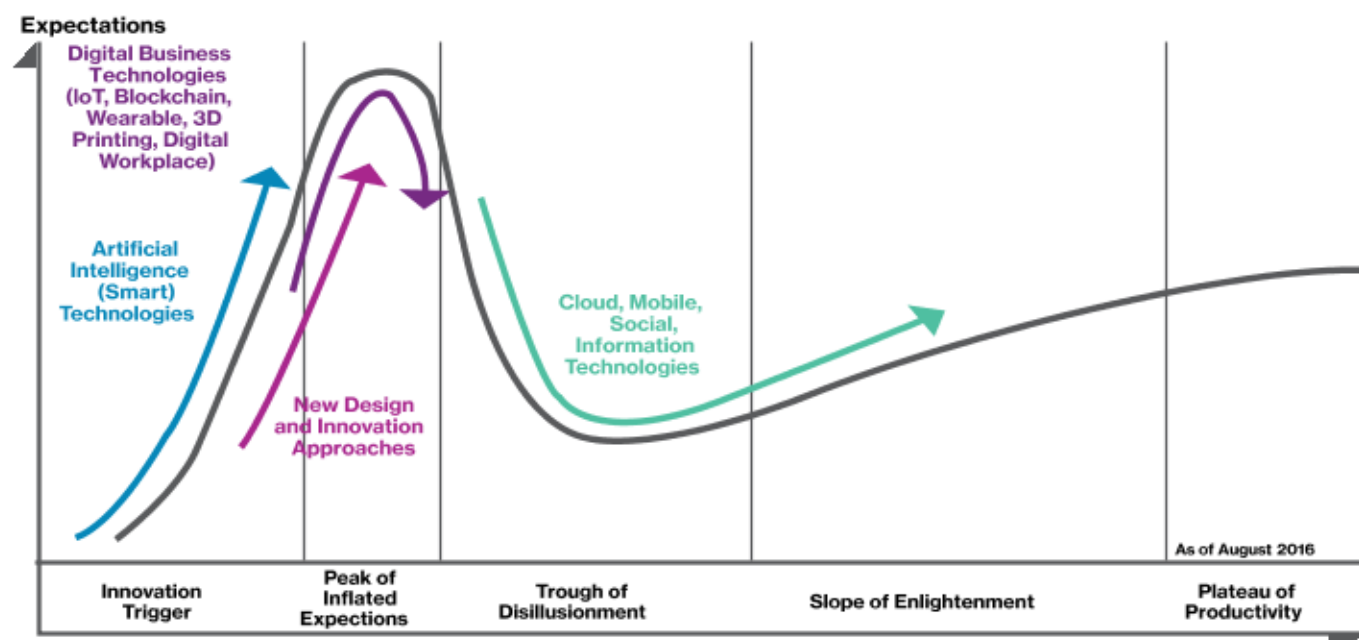 Expectations
Digital Business
Technologies
(IoT, Blockchain,
Wearable, 3D
Printing, Digital
Workplace)
Artificial
Intelligence
(Smart)
Technologies
New Design
and Innovation
Approaches
Cloud, Mobile,
Social,
Information
Technologies
As of August 2016
Innovation
Trigger
Peak of
Inflated
Expections
Trough of
Disillusionment
Slope of Enlightenment
Plateau of
Productivity